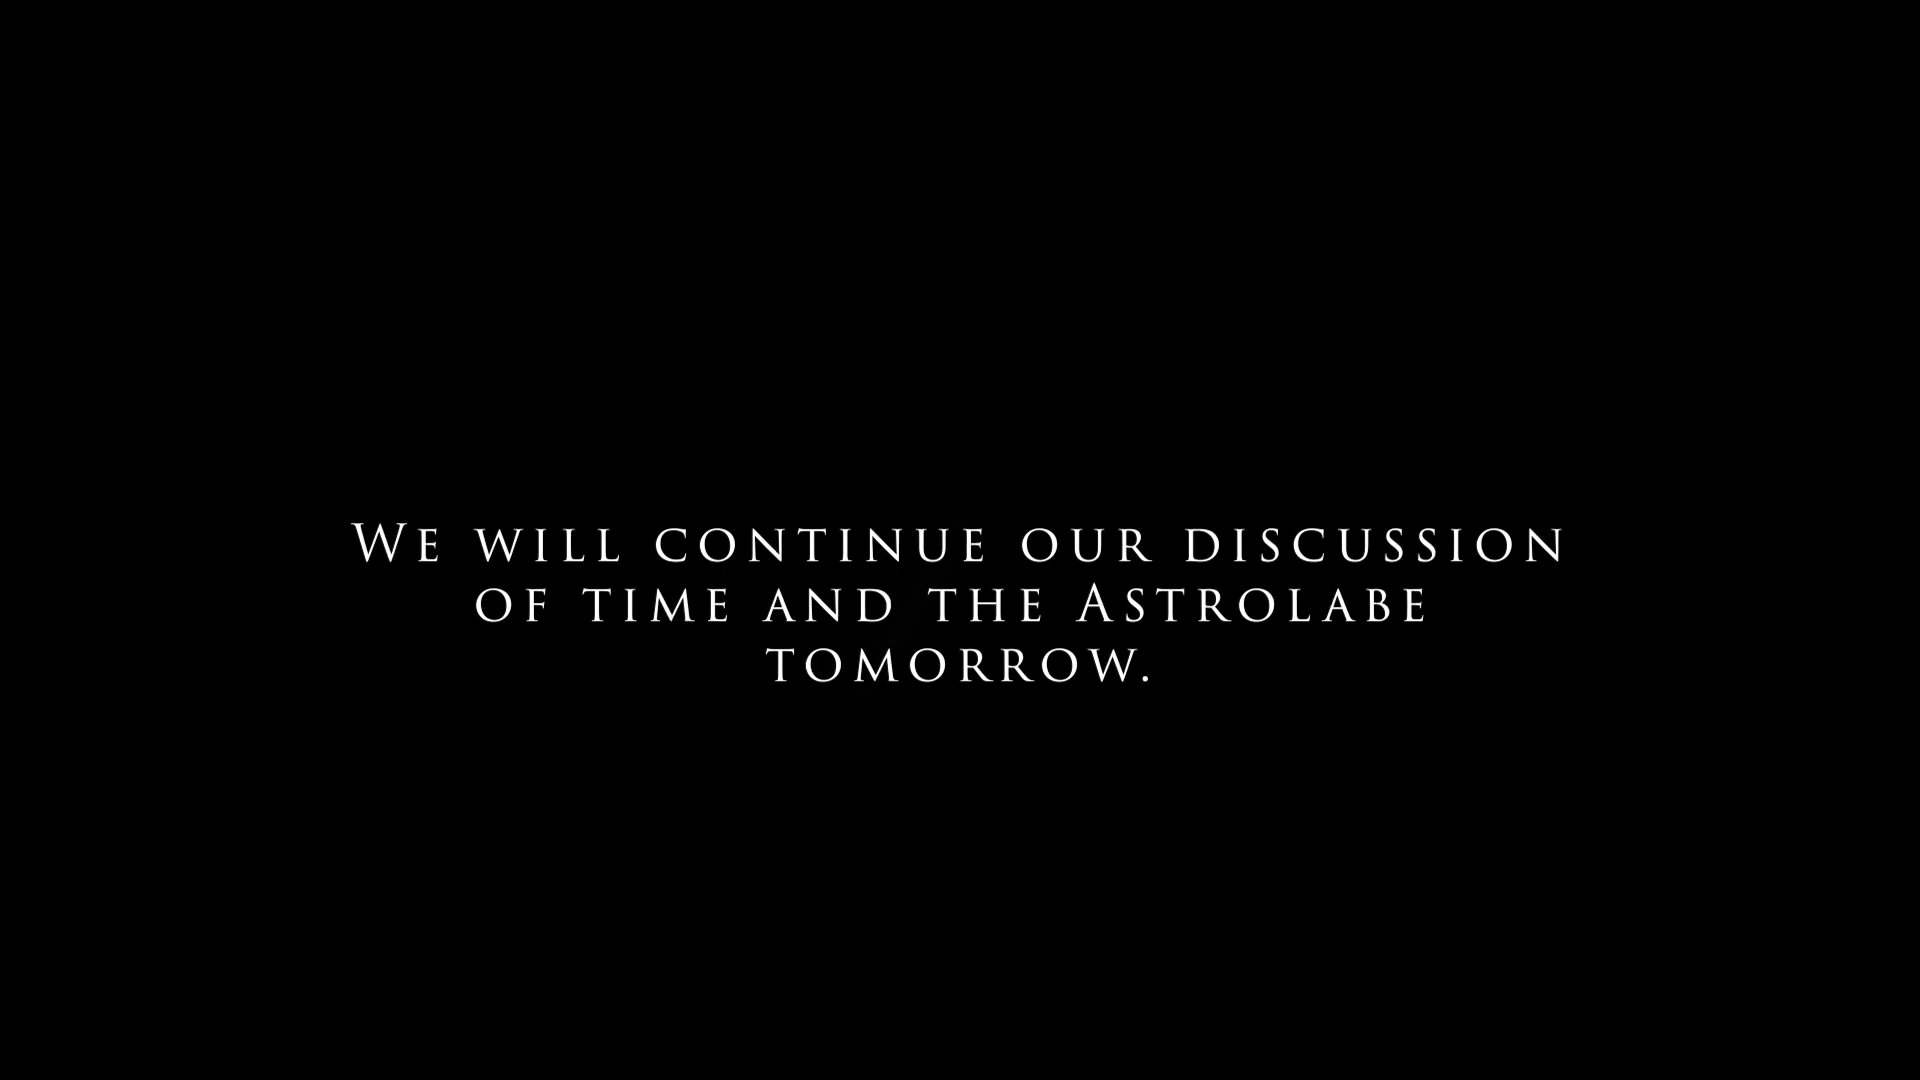 We will continue our discussion
of time and the Astrolabe
tomorrow.